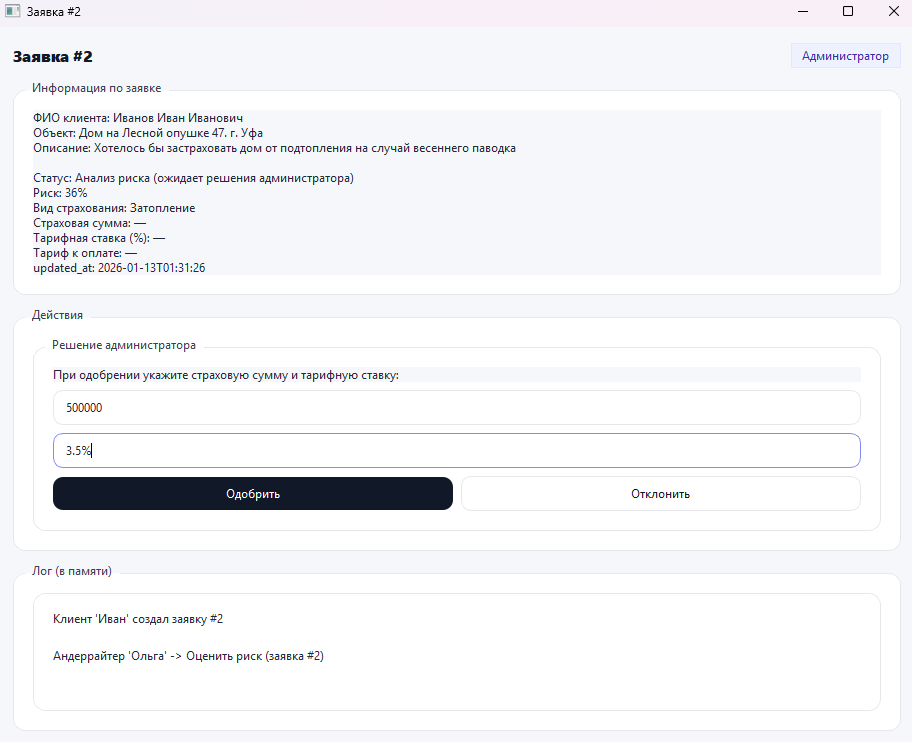 Заявка #2
Заявка #2
Администратор
Информация по заявке
ФИО клиента: Иванов Иван Иванович
Объект: Дом на Лесной опушке 47. г. Уфа
Описание: Хотелось бы застраховать дом от подтопления на случай весеннего паводка
Статус: Анализ риска (ожидает решения администратора)
Риск: 36%
Вид страхования: Затопление
Страховая сумма: —
Тарифная ставка (%): —
Тариф к оплате: —
updated_at: 2026-01-13T01:31:26
Действия
Решение администратора
При одобрении укажите страховую сумму и тарифную ставку:
500000
3.5%
Одобрить
Отклонить
Лог (в памяти)
Клиент 'Иван' создал заявку #2
Андеррайтер 'Ольга' -> Оценить риск (заявка #2)